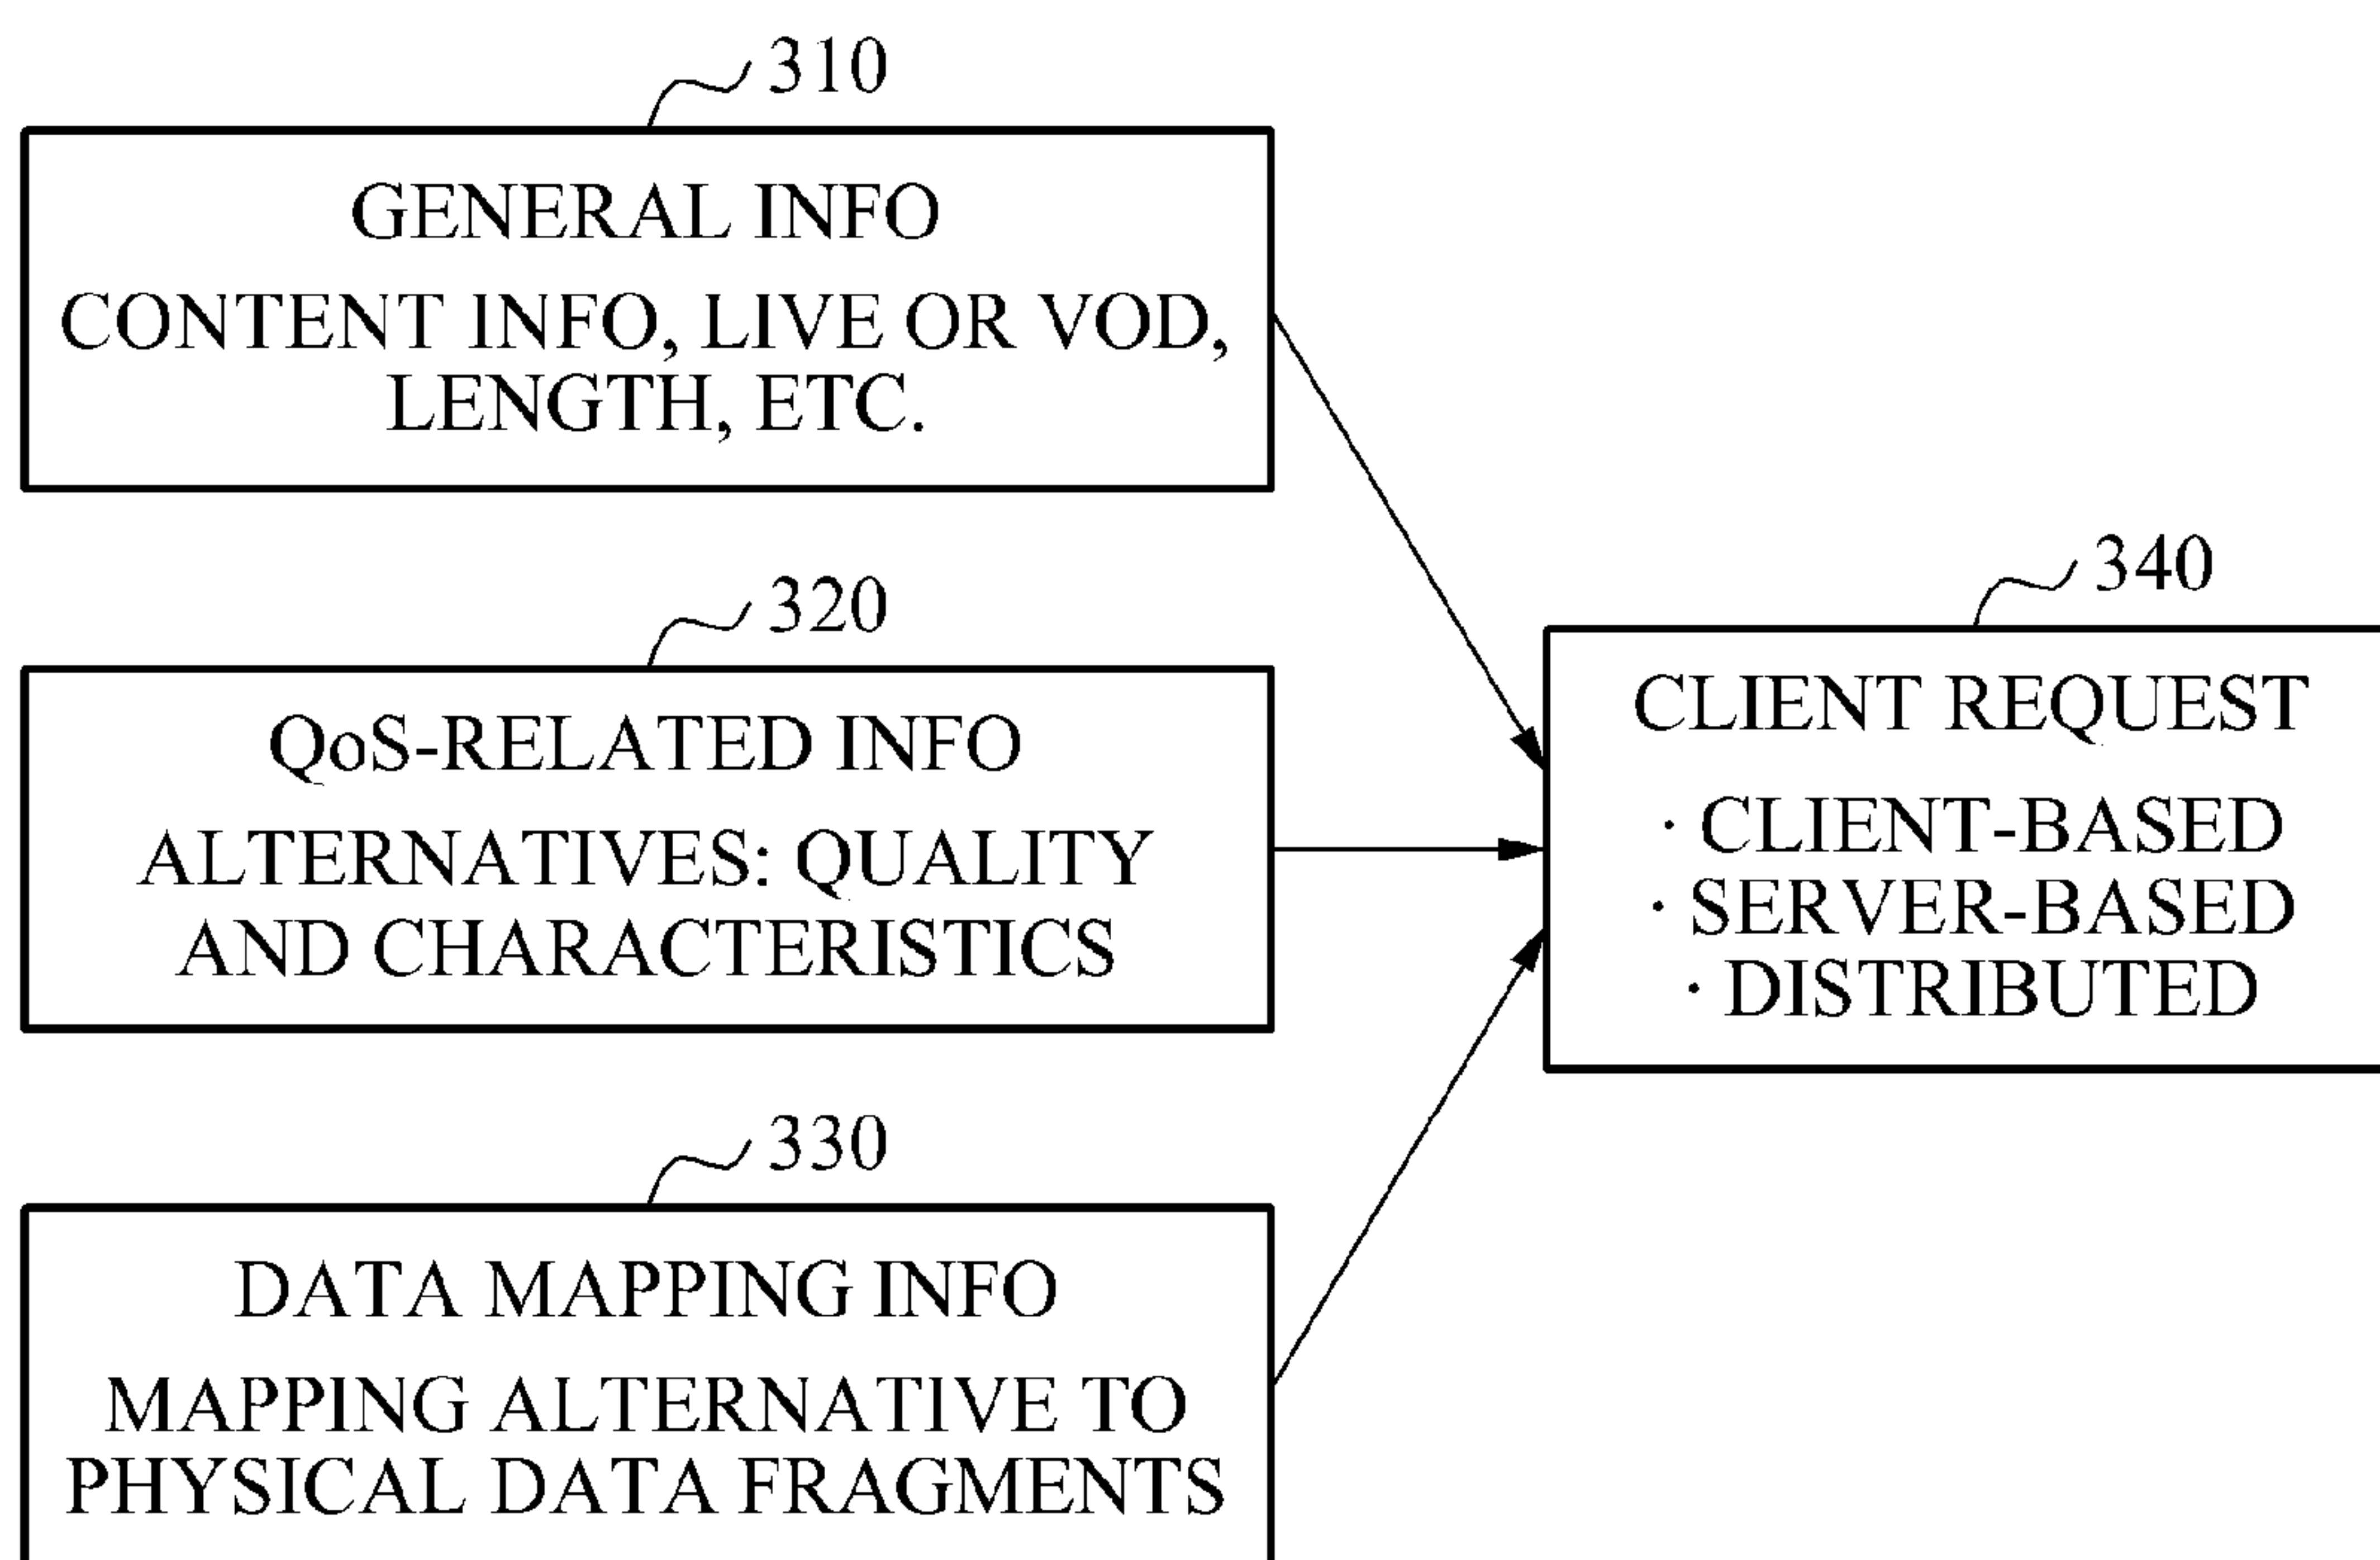 310
GENERAL INFO
CONTENT INFO, LIVE OR VOD,
LENGTH, ETC.
320
QoS-RELATED INFO
ALTERNATIVES: QUALITY
AND CHARACTERISTICS
330
DATA MAPPING INFO
MAPPING ALTERNATIVE TO
PHYSICAL DATA FRAGMENTS
340
CLIENT REQUEST
· CLIENT-BASED
· SERVER-BASED
· DISTRIBUTED